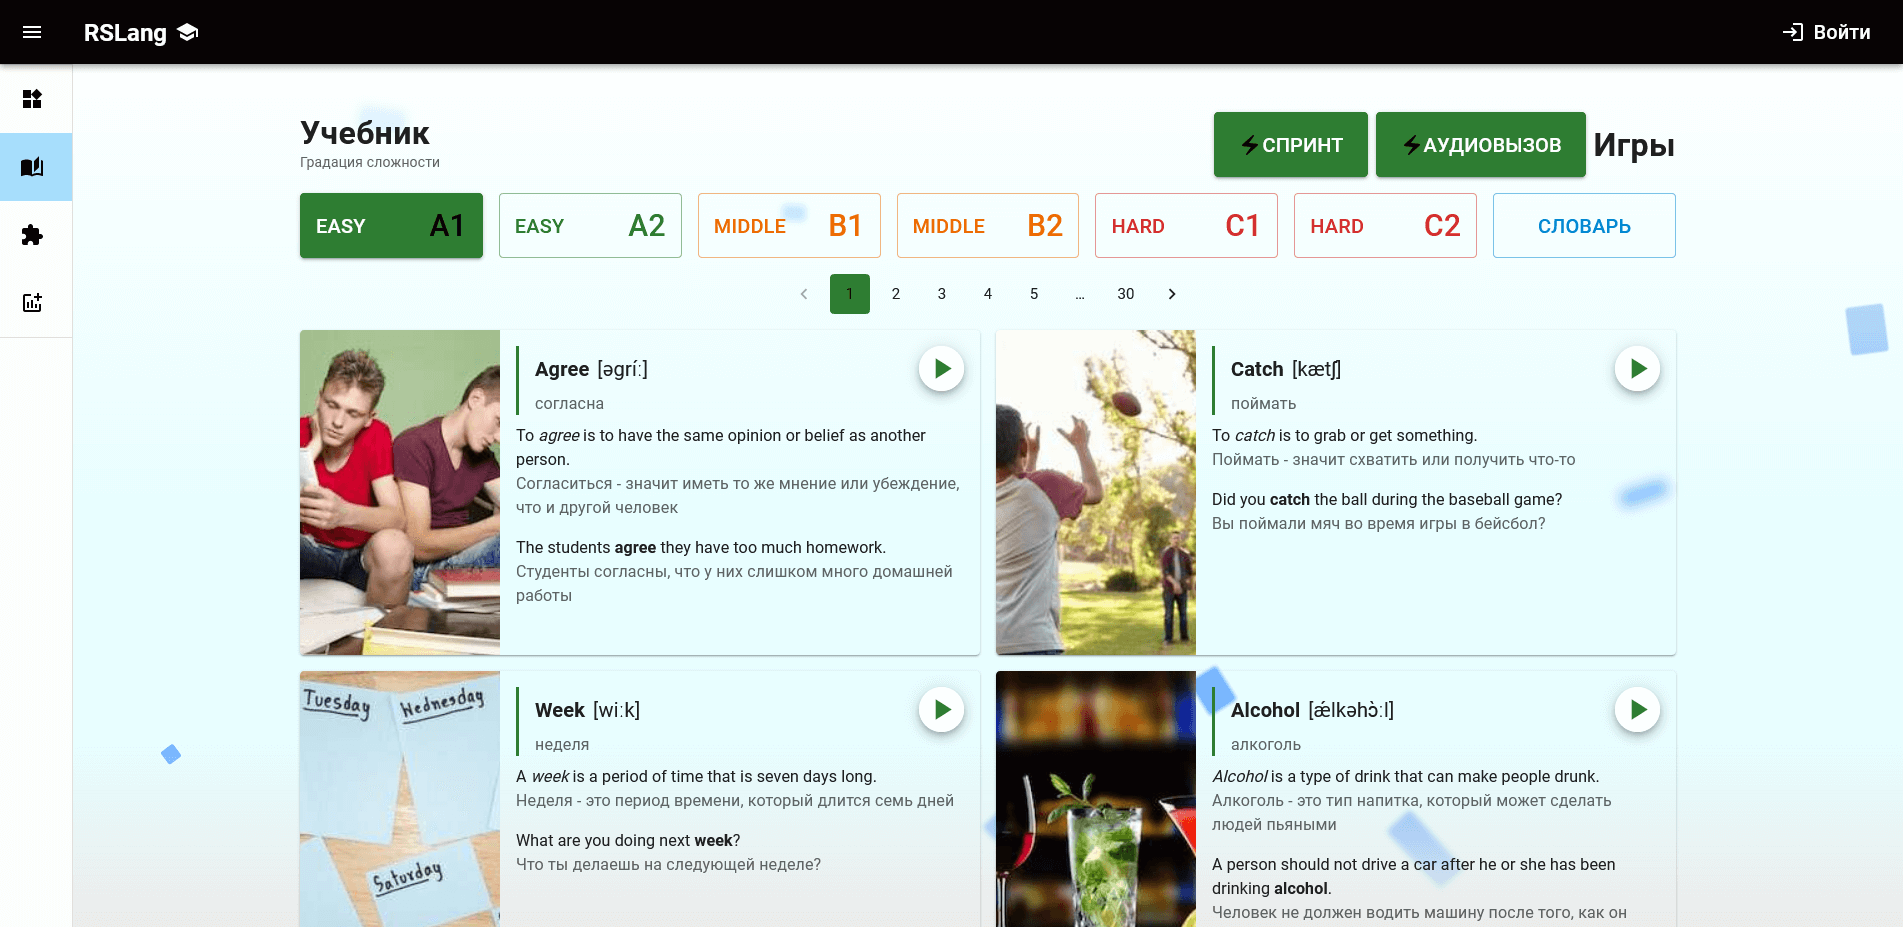 RSLang
Войти
Учебник
Градация сложности
СПРИНТ
АУДИОВЫЗОВ
Игры
EASY A1
EASY A2
MIDDLE B1
MIDDLE B2
HARD C1
HARD C2
СЛОВАРЬ
1 2 3 4 5 … 30
Agree [əgríː]
согласна
To agree is to have the same opinion or belief as another
person.
Согласиться - значит иметь то же мнение или убеждение,
что и другой человек
The students agree they have too much homework.
Студенты согласны, что у них слишком много домашней
работы
Catch [kætʃ]
поймать
To catch is to grab or get something.
Поймать - значит схватить или получить что-то
Did you catch the ball during the baseball game?
Вы поймали мяч во время игры в бейсбол?
Tuesday
Wednesday
Saturday
Week [wiːk]
неделя
A week is a period of time that is seven days long.
Неделя - это период времени, который длится семь дней
What are you doing next week?
Что ты делаешь на следующей неделе?
Alcohol [ǽlkəhɔ̀ːl]
алкоголь
Alcohol is a type of drink that can make people drunk.
Алкоголь - это тип напитка, который может сделать
людей пьяными
A person should not drive a car after he or she has been
drinking alcohol.
Человек не должен водить машину после того, как он